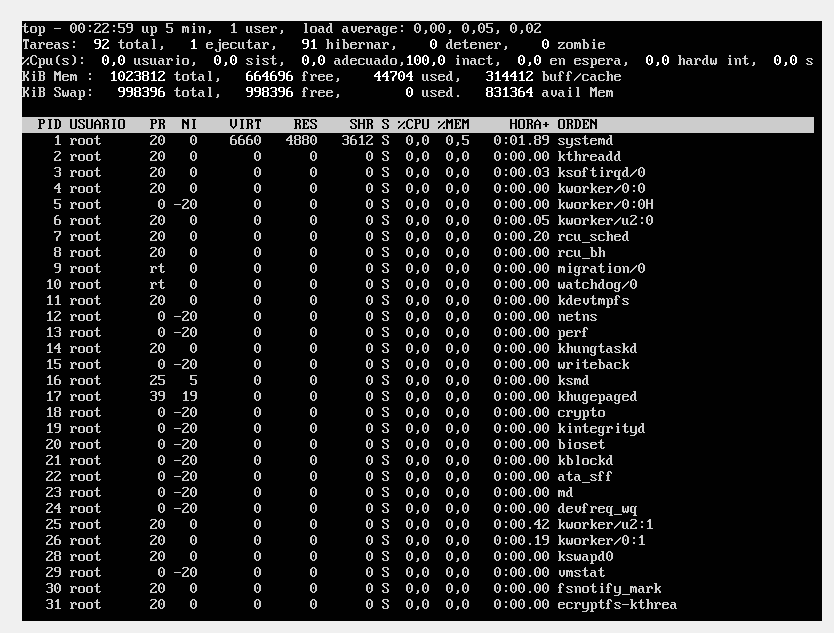 top - 00:22:59 up 5 min,  1 user,  load average: 0,00, 0,05, 0,02
Tareas:  92 total,   1 ejecutar,   91 hibernar,    0 detener,    0 zombie
%Cpu(s):  0,0 usuario,  0,0 sist,  0,0 adecuado,100,0 inact,  0,0 en espera,  0,0 hardw int,  0,0 s
KiB Mem :  1023812 total,   664696 free,    44704 used,   314412 buff/cache
KiB Swap:   998396 total,   998396 free,        0 used.   831364 avail Mem
PID USUARIO   PR  NI    VIRT    RES    SHR S %CPU %MEM     HORA+ ORDEN
1 root      20   0    6660   4880   3612 S  0,0  0,5   0:01.89 systemd
2 root      20   0       0      0      0 S  0,0  0,0   0:00.00 kthreadd
3 root      20   0       0      0      0 S  0,0  0,0   0:00.03 ksoftirqd/0
4 root      20   0       0      0      0 S  0,0  0,0   0:00.00 kworker/0:0
5 root       0 -20       0      0      0 S  0,0  0,0   0:00.00 kworker/0:0H
6 root      20   0       0      0      0 S  0,0  0,0   0:00.05 kworker/u2:0
7 root      20   0       0      0      0 S  0,0  0,0   0:00.20 rcu_sched
8 root      20   0       0      0      0 S  0,0  0,0   0:00.00 rcu_bh
9 root      rt   0       0      0      0 S  0,0  0,0   0:00.00 migration/0
10 root      rt   0       0      0      0 S  0,0  0,0   0:00.00 watchdog/0
11 root      20   0       0      0      0 S  0,0  0,0   0:00.00 kdevtmpfs
12 root       0 -20       0      0      0 S  0,0  0,0   0:00.00 netns
13 root       0 -20       0      0      0 S  0,0  0,0   0:00.00 perf
14 root      20   0       0      0      0 S  0,0  0,0   0:00.00 khungtaskd
15 root       0 -20       0      0      0 S  0,0  0,0   0:00.00 writeback
16 root      25   5       0      0      0 S  0,0  0,0   0:00.00 ksmd
17 root      39  19       0      0      0 S  0,0  0,0   0:00.00 khugepaged
18 root       0 -20       0      0      0 S  0,0  0,0   0:00.00 crypto
19 root       0 -20       0      0      0 S  0,0  0,0   0:00.00 kintegrityd
20 root       0 -20       0      0      0 S  0,0  0,0   0:00.00 bioset
21 root       0 -20       0      0      0 S  0,0  0,0   0:00.00 kblockd
22 root       0 -20       0      0      0 S  0,0  0,0   0:00.00 ata_sff
23 root       0 -20       0      0      0 S  0,0  0,0   0:00.00 md
24 root       0 -20       0      0      0 S  0,0  0,0   0:00.00 devfreq_wq
25 root      20   0       0      0      0 S  0,0  0,0   0:00.42 kworker/u2:1
26 root      20   0       0      0      0 S  0,0  0,0   0:00.19 kworker/0:1
28 root      20   0       0      0      0 S  0,0  0,0   0:00.00 kswapd0
29 root       0 -20       0      0      0 S  0,0  0,0   0:00.00 vmstat
30 root      20   0       0      0      0 S  0,0  0,0   0:00.00 fsnotify_mark
31 root      20   0       0      0      0 S  0,0  0,0   0:00.00 ecryptfs-kthrea